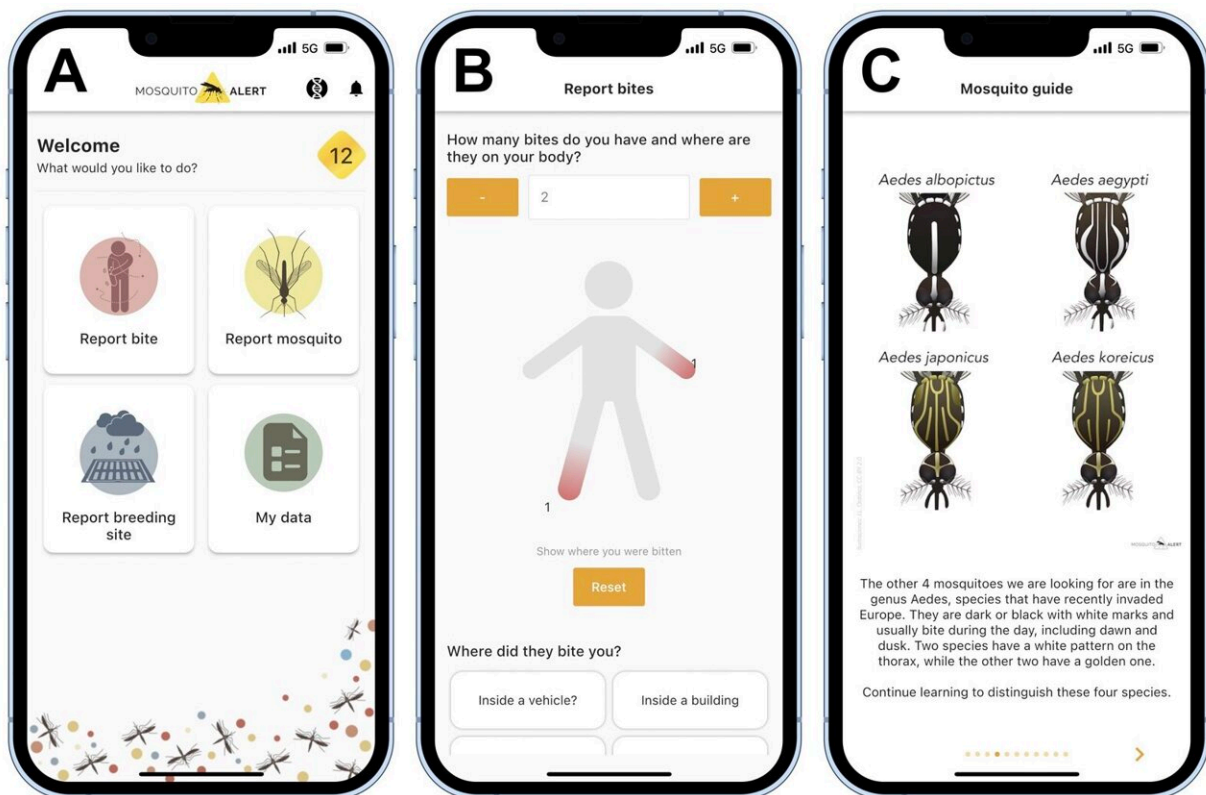 A
5G
MOSQUITO ALERT
Welcome
What would you like to do?
12
Report bite
Report mosquito
Report breeding
site
My data
B
5G
Report bites
How many bites do you have and where are
they on your body?
-
2
+
1
1
Show where you were bitten
Reset
Where did they bite you?
Inside a vehicle?
Inside a building
C
5G
Mosquito guide
Aedes albopictus
Aedes aegypti
Aedes japonicus
Aedes koreicus
MOSQUITO ALERT
The other 4 mosquitoes we are looking for are in the
genus Aedes, species that have recently invaded
Europe. They are dark or black with white marks and
usually bite during the day, including dawn and
dusk. Two species have a white pattern on the
thorax, while the other two have a golden one.
Continue learning to distinguish these four species.